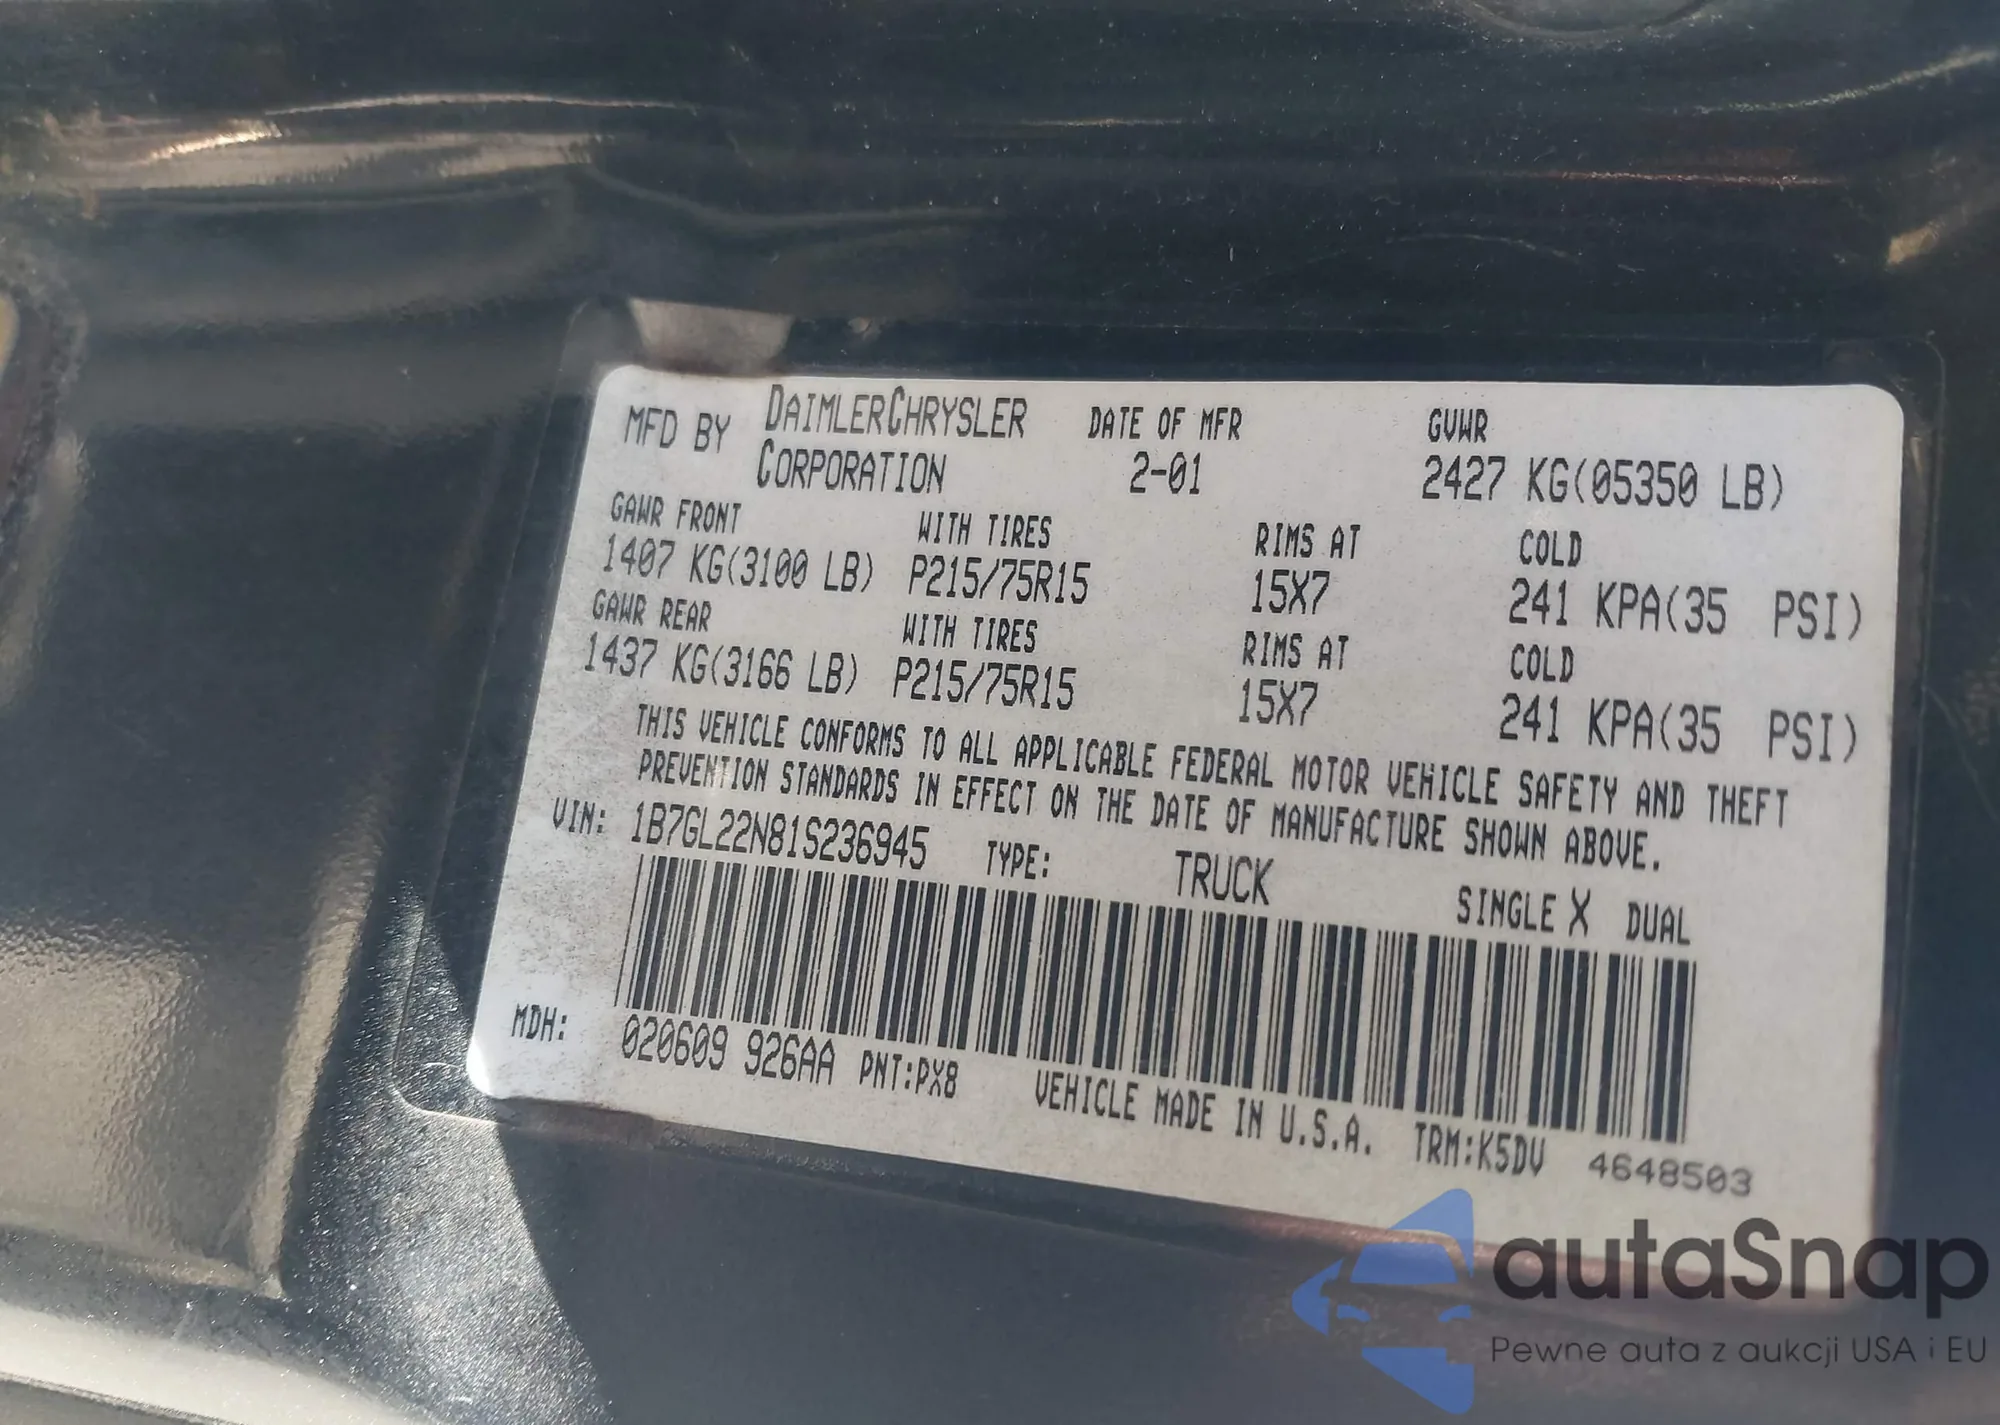 MFD BY DAIMLERCHRYSLER CORPORATION DATE OF MFR 2-01 GVWR 2427 KG(05350 LB)
GAWR FRONT WITH TIRES RIMS AT COLD
1407 KG(3100 LB) P215/75R15 15X7 241 KPA(35 PSI)
GAWR REAR WITH TIRES RIMS AT COLD
1437 KG(3166 LB) P215/75R15 15X7 241 KPA(35 PSI)
THIS VEHICLE CONFORMS TO ALL APPLICABLE FEDERAL MOTOR VEHICLE SAFETY AND THEFT
PREVENTION STANDARDS IN EFFECT ON THE DATE OF MANUFACTURE SHOWN ABOVE.
VIN: 1B7GL22N81S236945 TYPE: TRUCK SINGLE X DUAL
MDH: 020609 926AA PNT:PX8 VEHICLE MADE IN U.S.A. TRM:K5DV 4648503
autaSnap
Pewne auta z aukcji USA i EU